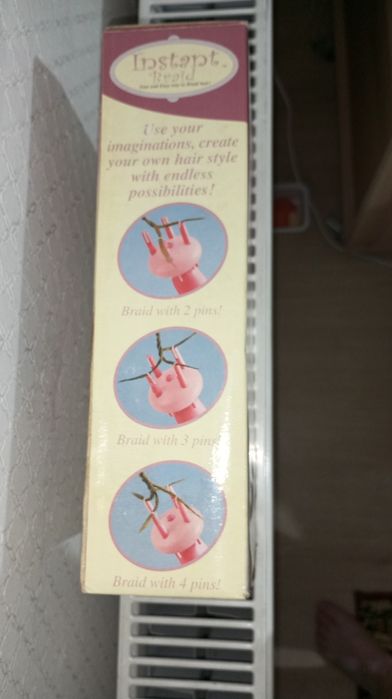 Instant
Braid
Use your
imaginations, create
your own hair style
with endless
possibilities!
Braid with 2 pins!
Braid with 3 pins!
Braid with 4 pins!